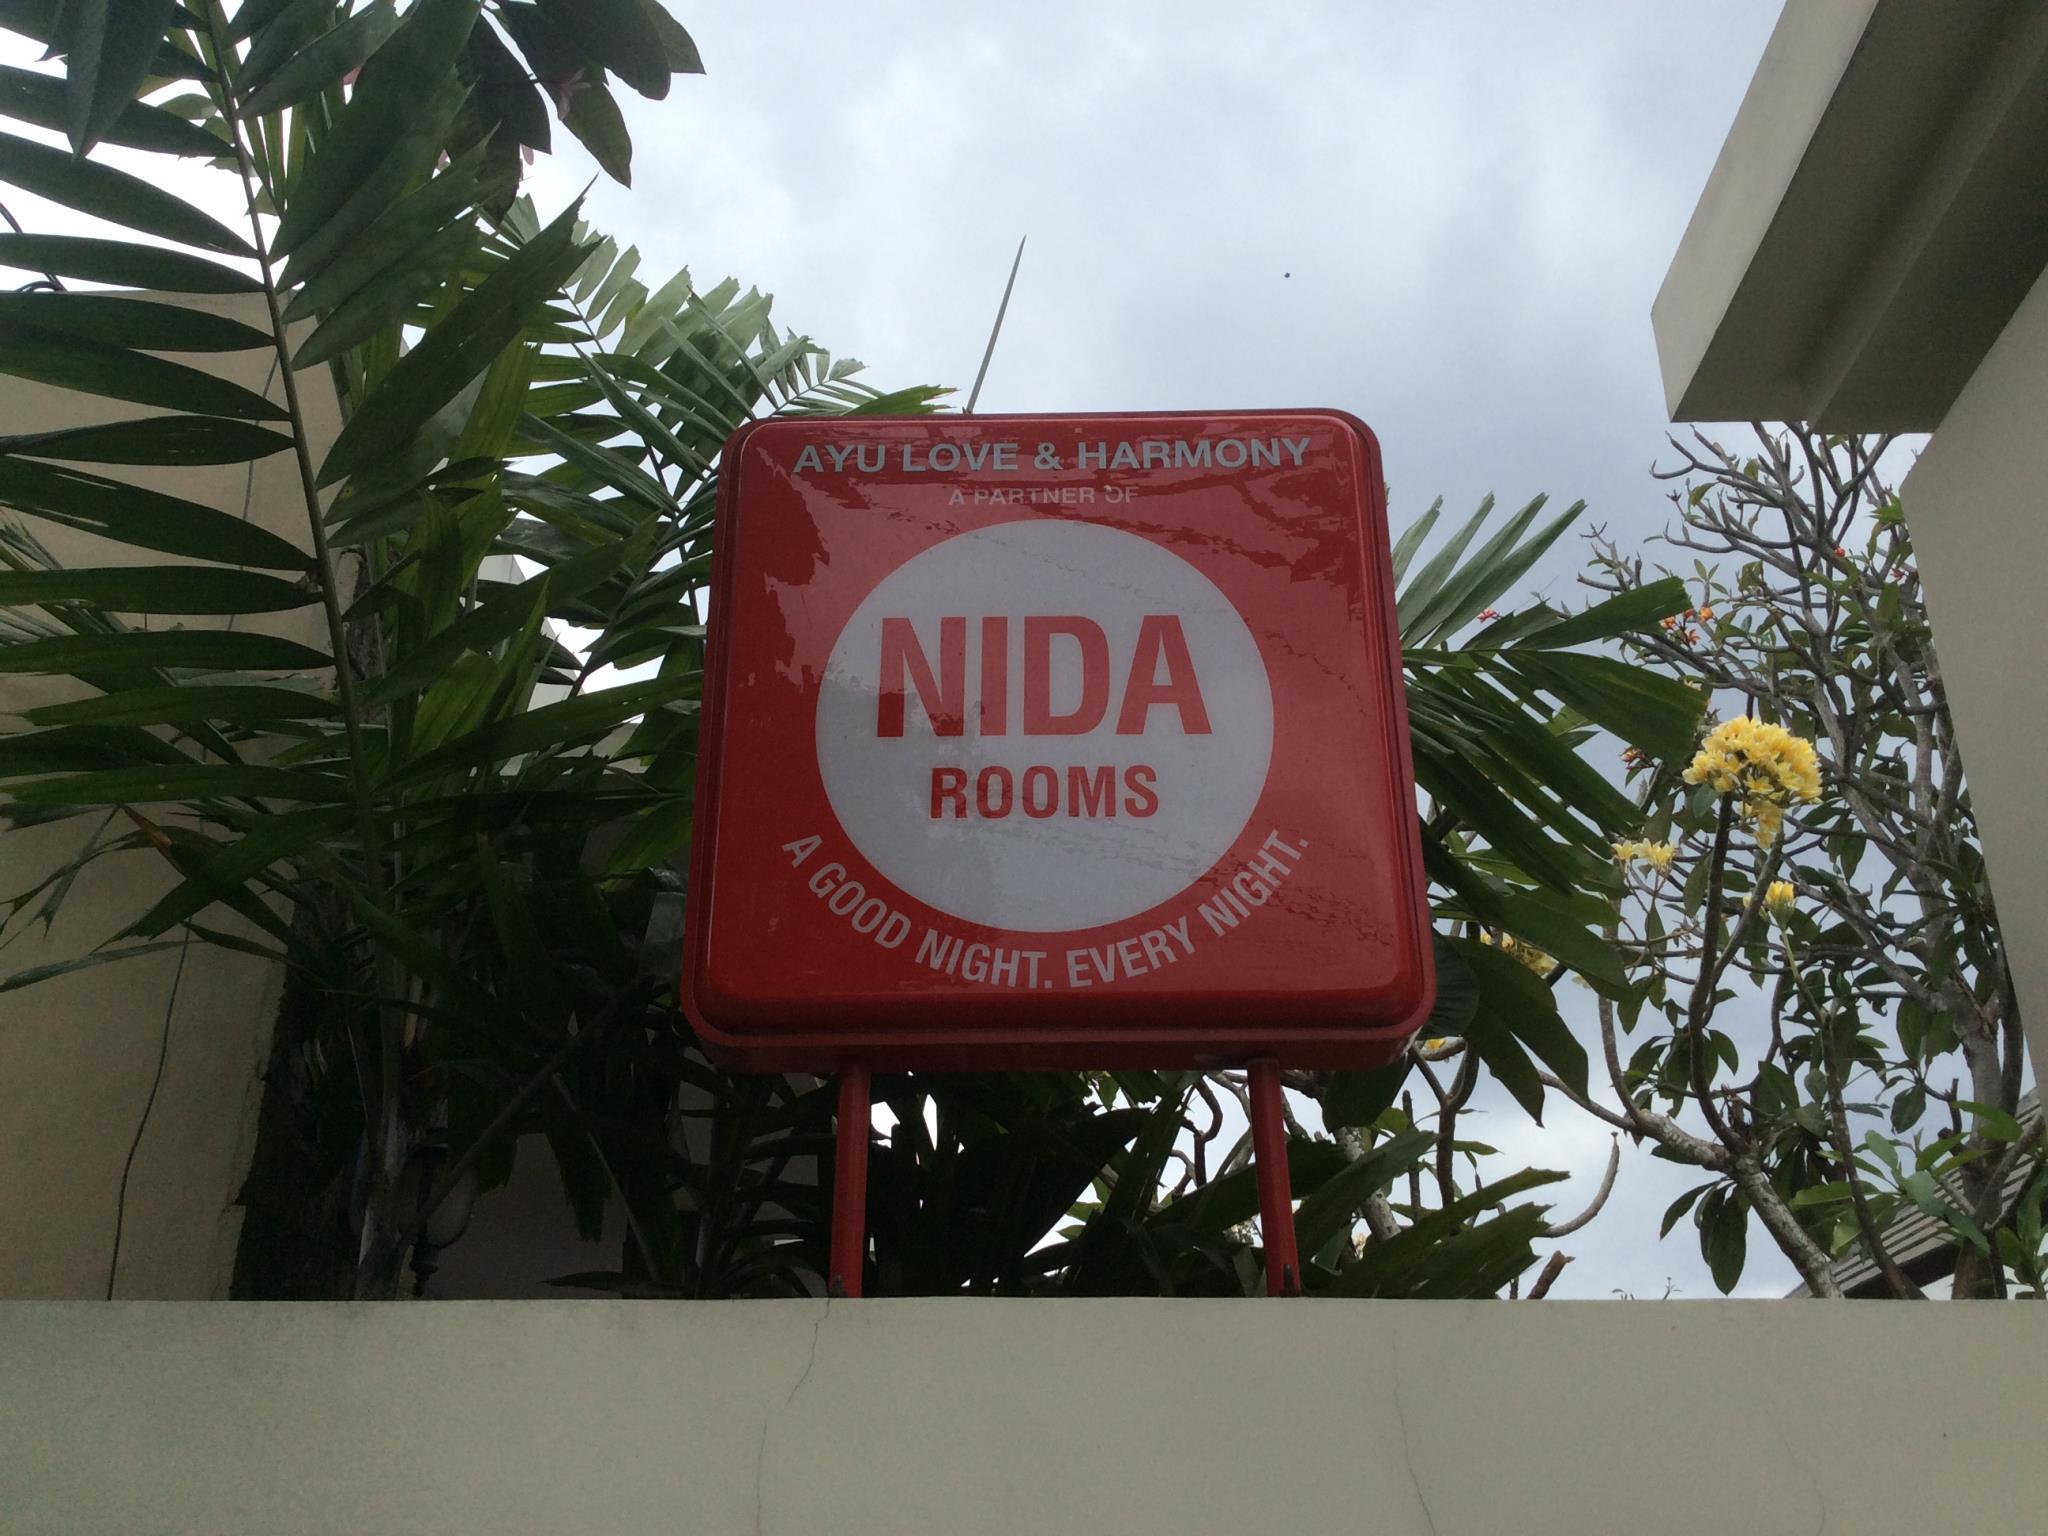 AYU LOVE & HARMONY
A PARTNER OF
NIDA
ROOMS
A GOOD NIGHT. EVERY NIGHT.